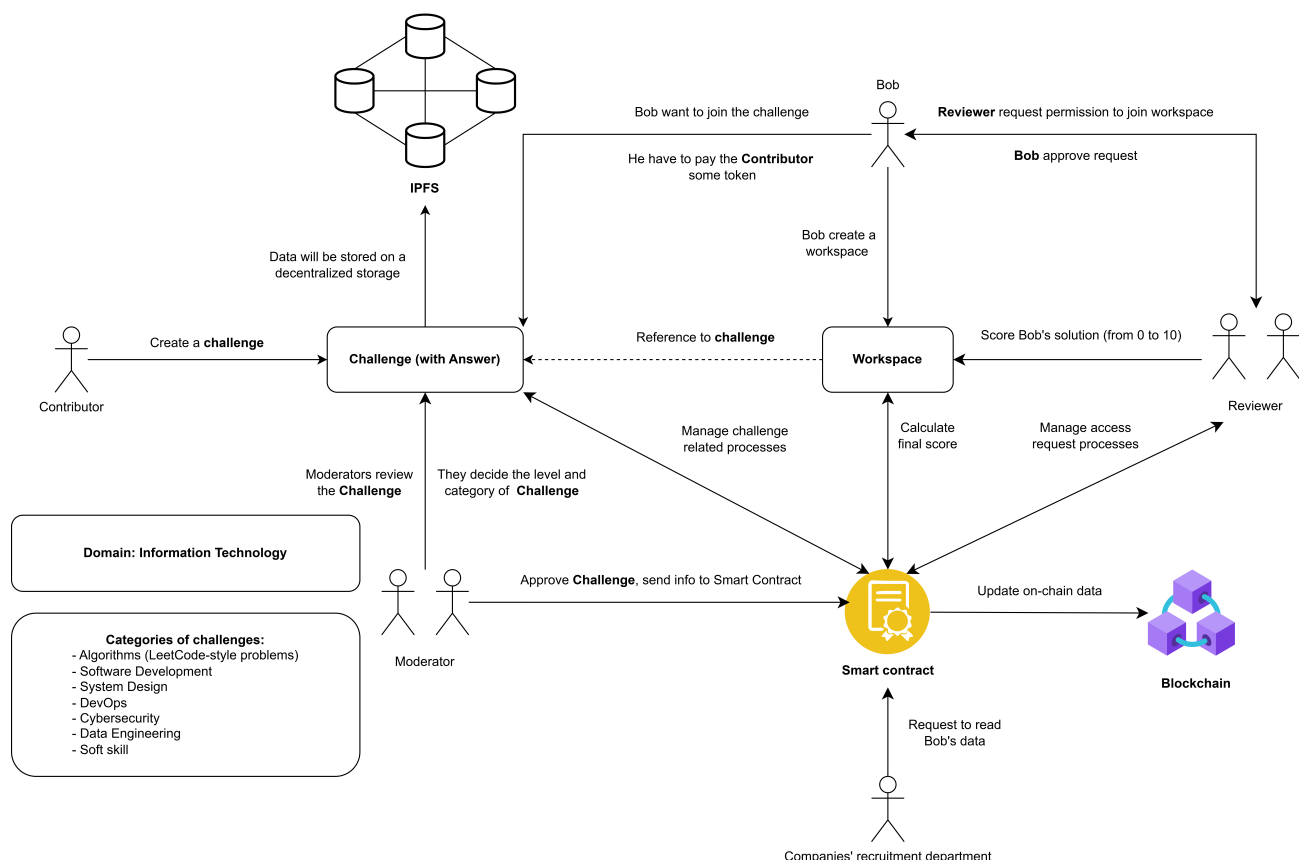 Bob
Bob want to join the challenge
Reviewer request permission to join workspace
He have to pay the Contributor
some token
Bob approve request
IPFS
Data will be stored on a
decentralized storage
Bob create a
workspace
Create a challenge
Challenge (with Answer)
Reference to challenge
Workspace
Score Bob's solution (from 0 to 10)
Contributor
Reviewer
Manage challenge
related processes
Calculate
final score
Manage access
request processes
Moderators review
the Challenge
They decide the level and
category of Challenge
Domain: Information Technology
Approve Challenge, send info to Smart Contract
Update on-chain data
Categories of challenges:
- Algorithms (LeetCode-style problems)
- Software Development
- System Design
- DevOps
- Cybersecurity
- Data Engineering
- Soft skill
Moderator
Smart contract
Blockchain
Request to read
Bob's data
Companies' recruitment department